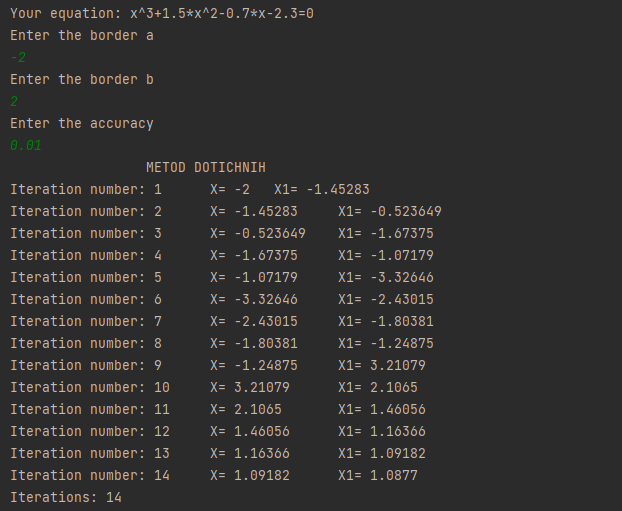 Your equation: x^3+1.5*x^2-0.7*x-2.3=0
Enter the border a
-2
Enter the border b
2
Enter the accuracy
0.01
METOD DOTICHNIH
Iteration number: 1 X= -2 X1= -1.45283
Iteration number: 2 X= -1.45283 X1= -0.523649
Iteration number: 3 X= -0.523649 X1= -1.67375
Iteration number: 4 X= -1.67375 X1= -1.07179
Iteration number: 5 X= -1.07179 X1= -3.32646
Iteration number: 6 X= -3.32646 X1= -2.43015
Iteration number: 7 X= -2.43015 X1= -1.80381
Iteration number: 8 X= -1.80381 X1= -1.24875
Iteration number: 9 X= -1.24875 X1= 3.21079
Iteration number: 10 X= 3.21079 X1= 2.1065
Iteration number: 11 X= 2.1065 X1= 1.46056
Iteration number: 12 X= 1.46056 X1= 1.16366
Iteration number: 13 X= 1.16366 X1= 1.09182
Iteration number: 14 X= 1.09182 X1= 1.0877
Iterations: 14